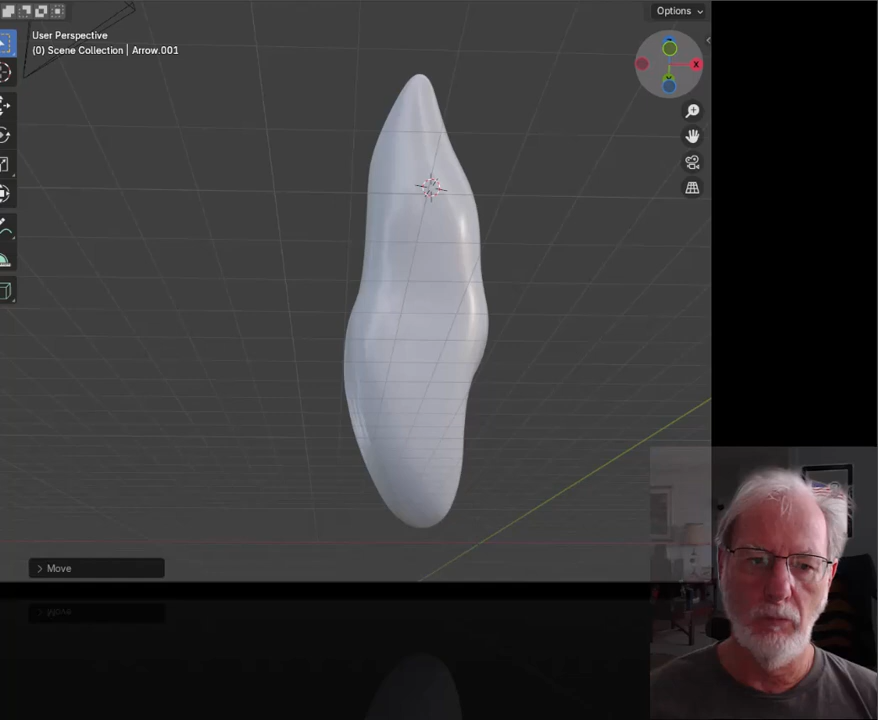 Options
User Perspective
(0) Scene Collection | Arrow.001
X
Move